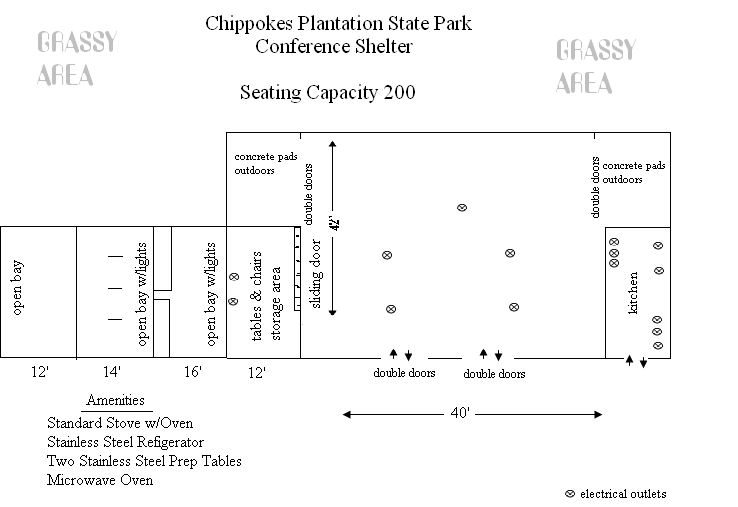 Chippokes Plantation State Park
Conference Shelter
GRASSY
AREA
GRASSY
AREA
Seating Capacity 200
concrete pads
outdoors
double doors
42'
double doors
concrete pads
outdoors
open bay
open bay w/lights
open bay w/lights
tables & chairs
storage area
sliding door
kitchen
12'
14'
16'
12'
double doors
double doors
40'
Amenities
Standard Stove w/Oven
Stainless Steel Refigerator
Two Stainless Steel Prep Tables
Microwave Oven
electrical outlets